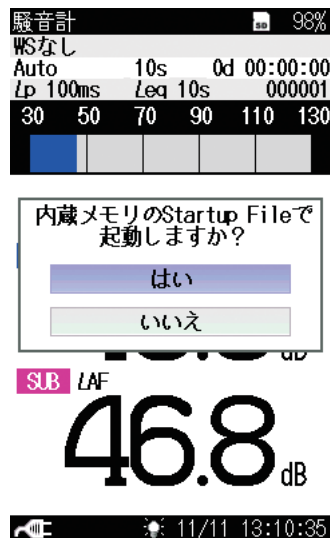 騒音計 SD 98%
WSなし
Auto 10s 0d 00:00:00
Lp 100ms Leq 10s 000001
30 50 70 90 110 130
内蔵メモリのStartup Fileで
起動しますか？
はい
いいえ
dB
SUB LAF
46.8 dB
11/11 13:10:35